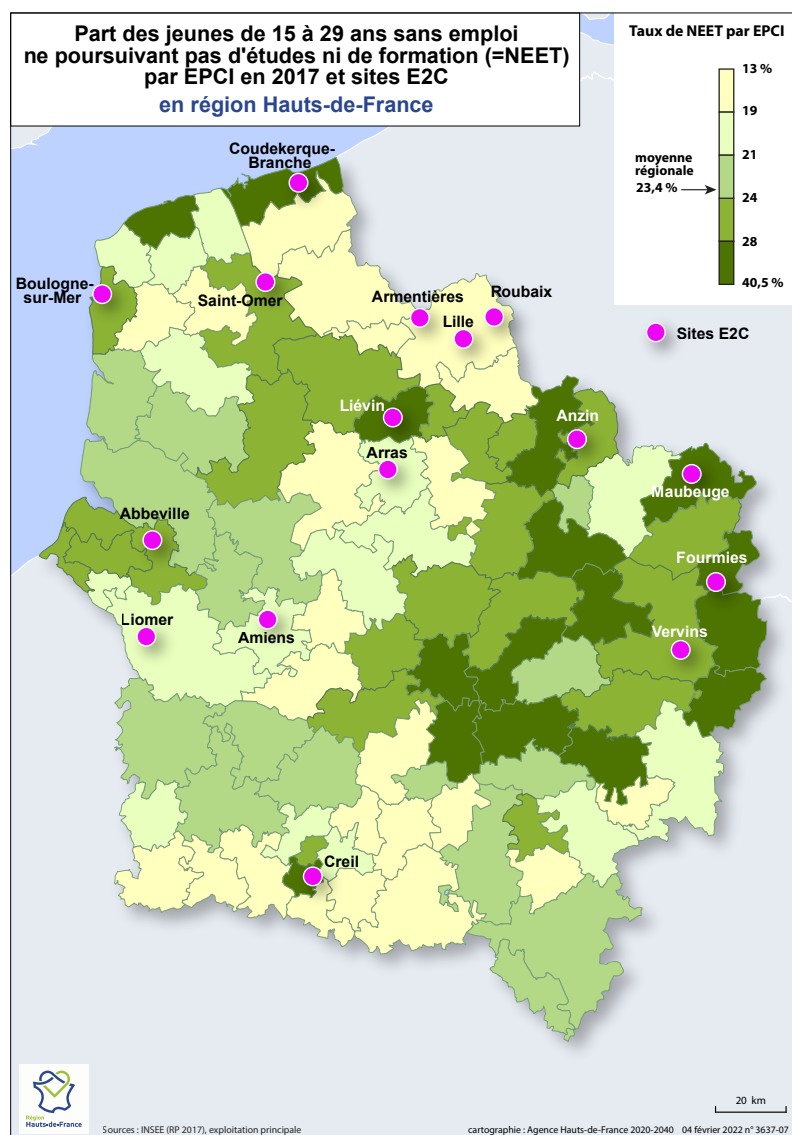 Part des jeunes de 15 à 29 ans sans emploi
ne poursuivant pas d'études ni de formation (=NEET)
par EPCI en 2017 et sites E2C
en région Hauts-de-France
Taux de NEET par EPCI
13 %
19
21
moyenne
régionale
23,4 %
24
28
40,5 %
Sites E2C
Coudekerque-
Branche
Boulogne-
sur-Mer
Saint-Omer
Armentières
Roubaix
Lille
Liévin
Anzin
Arras
Maubeuge
Abbeville
Fourmies
Liomer
Amiens
Vervins
Creil
20 km
Région
Hauts-de-France
Sources : INSEE (RP 2017), exploitation principale
cartographie : Agence Hauts-de-France 2020-2040 04 février 2022 n° 3637-07